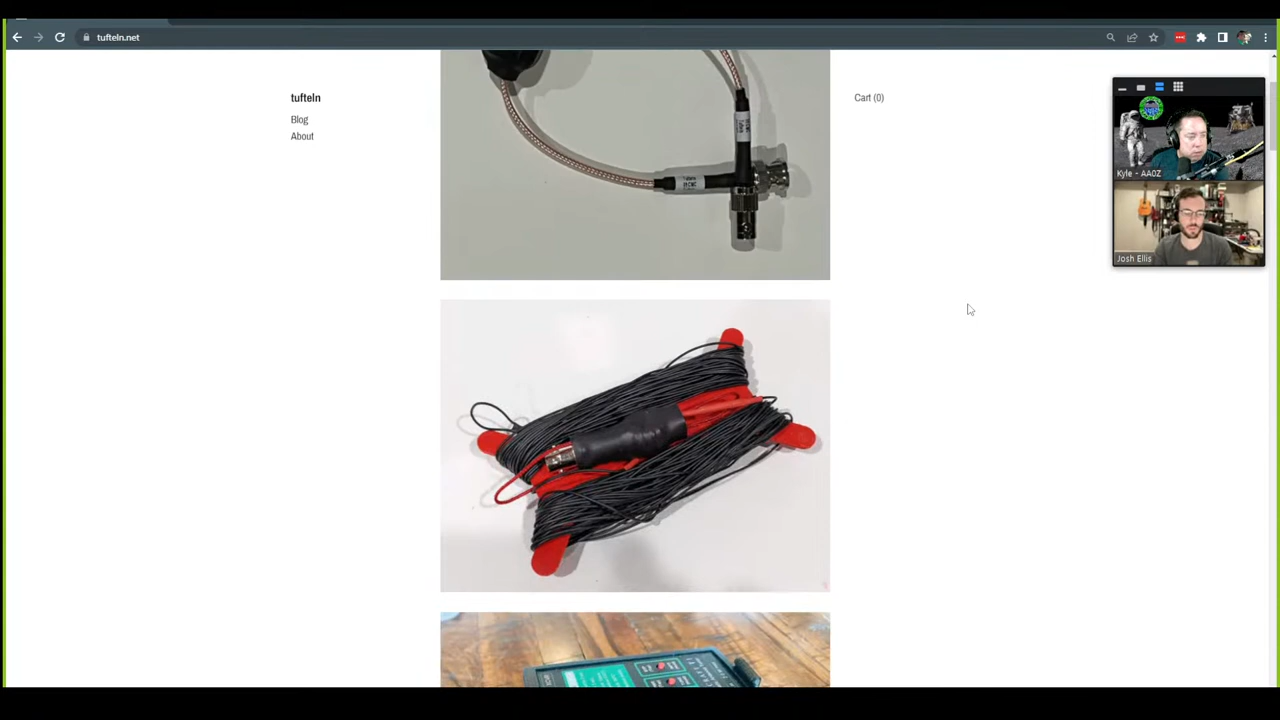 tufteln.net
tufteln
Blog
About
Cart (0)
Kyle - AA0Z
Josh Ellis